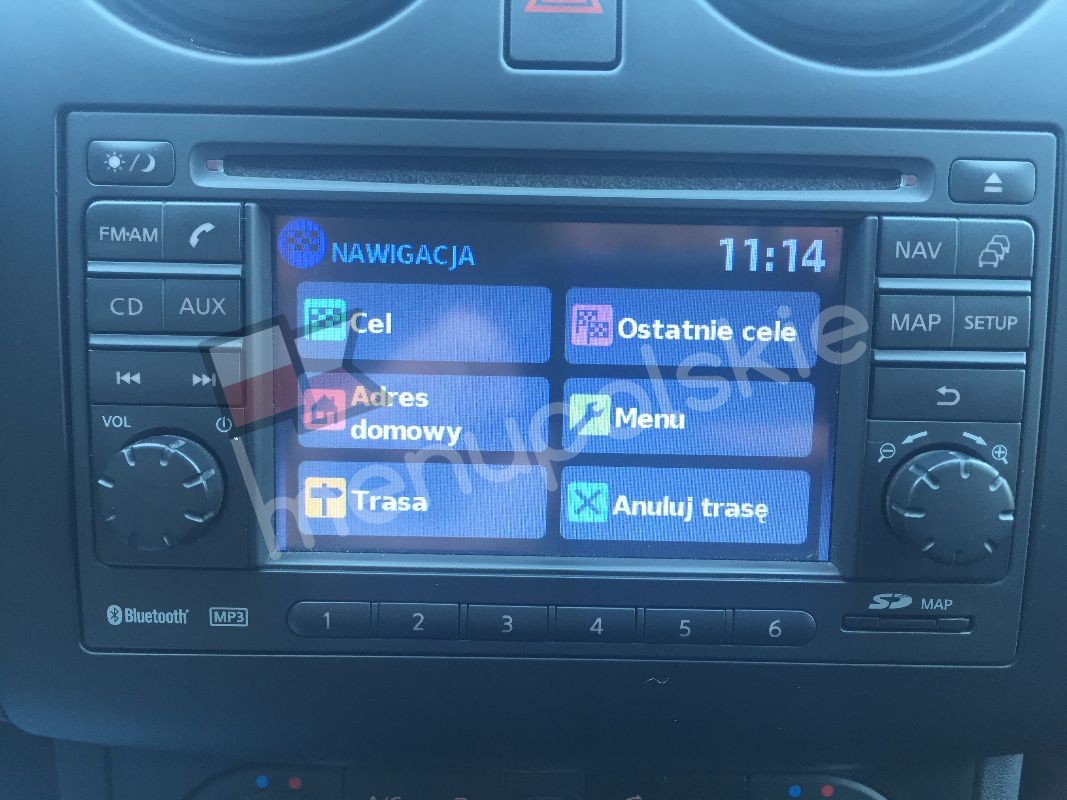 FM·AM
CD
AUX
VOL
NAWIGACJA
11:14
Cel
Ostatnie cele
Adres
domowy
Menu
Trasa
Anuluj trasę
NAV
MAP
SETUP
Bluetooth
MP3
1 2 3 4 5 6
SD MAP
menupolskie
A/C